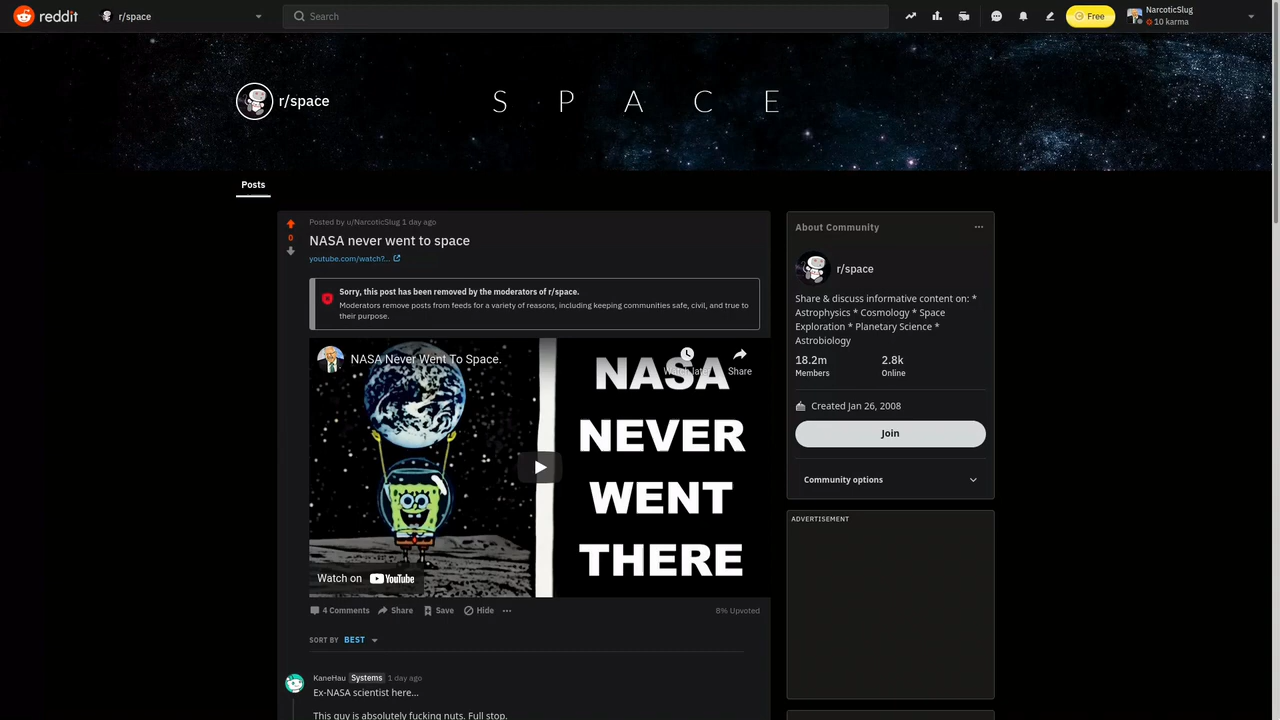 reddit
r/space
Search
Free
NarcoticSlug
10 karma
r/space
S P A C E
Posts
Posted by u/NarcoticSlug 1 day ago
0
NASA never went to space
youtube.com/watch?...
Sorry, this post has been removed by the moderators of r/space.
Moderators remove posts from feeds for a variety of reasons, including keeping communities safe, civil, and true to
their purpose.
NASA Never Went To Space.
Watch later
Share
NASA
NEVER
WENT
THERE
Watch on YouTube
4 Comments Share Save Hide ...
8% Upvoted
SORT BY BEST
KaneHau Systems 1 day ago
Ex-NASA scientist here...
This guy is absolutely fucking nuts. Full stop.
About Community
r/space
Share & discuss informative content on: *
Astrophysics * Cosmology * Space
Exploration * Planetary Science *
Astrobiology
18.2m 2.8k
Members Online
Created Jan 26, 2008
Join
Community options
ADVERTISEMENT